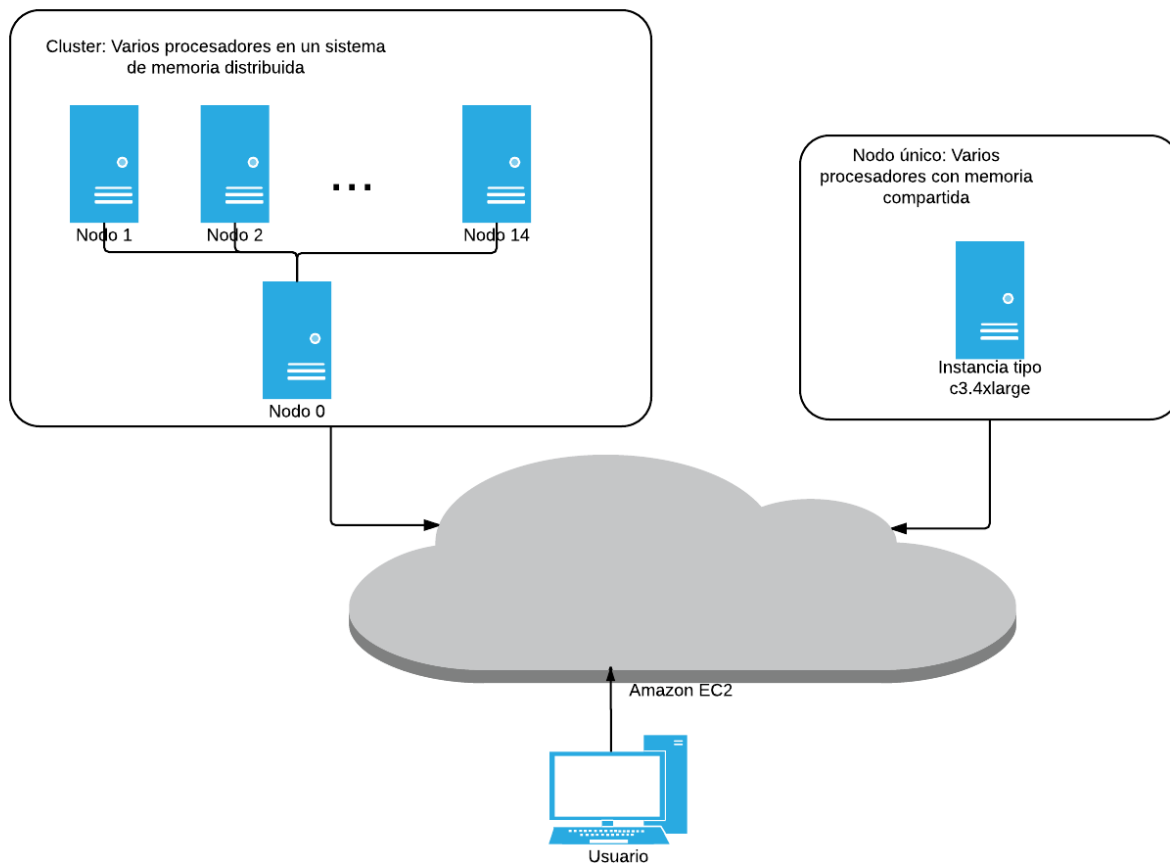 Cluster: Varios procesadores en un sistema
de memoria distribuida
Nodo 1
Nodo 2
...
Nodo 14
Nodo 0
Nodo único: Varios
procesadores con memoria
compartida
Instancia tipo
c3.4xlarge
Amazon EC2
Usuario